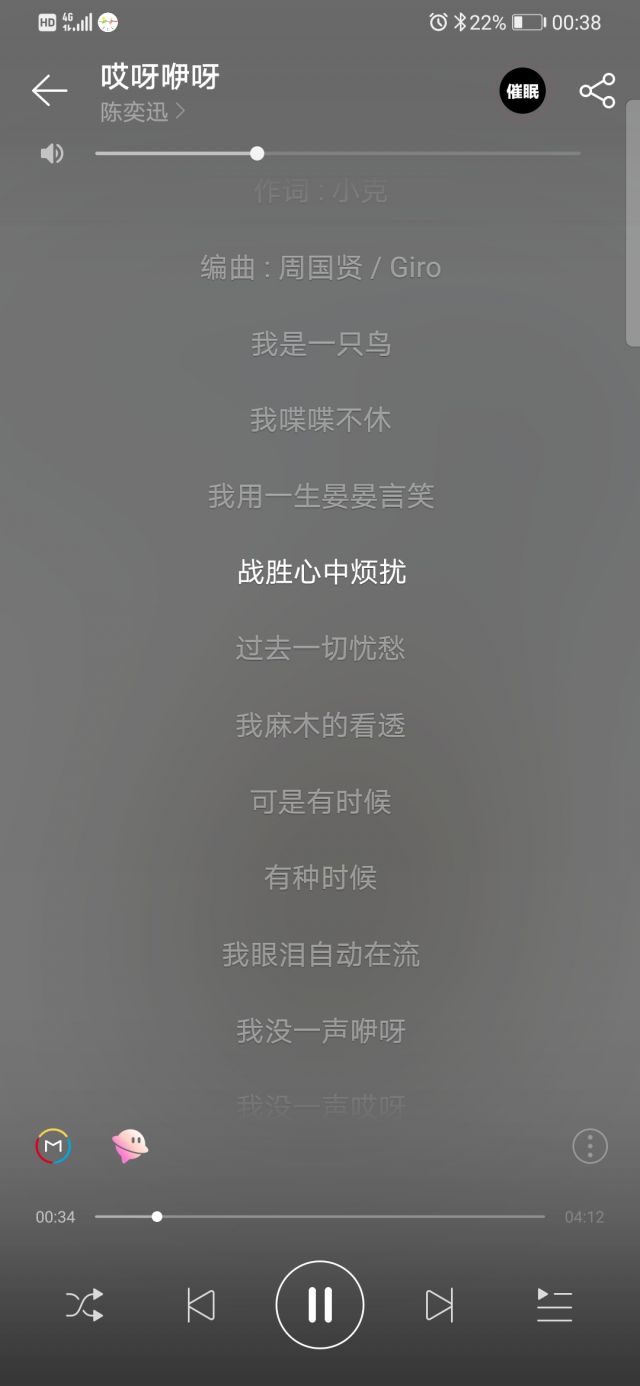 HD 4G 22% 00:38
哎呀咿呀
陈奕迅
催眠
作词 : 小克
编曲 : 周国贤 / Giro
我是一只鸟
我喋喋不休
我用一生晏晏言笑
战胜心中烦扰
过去一切忧愁
我麻木的看透
可是有时候
有种时候
我眼泪自动在流
我没一声咿呀
我没一声哎呀
M
00:34 04:12